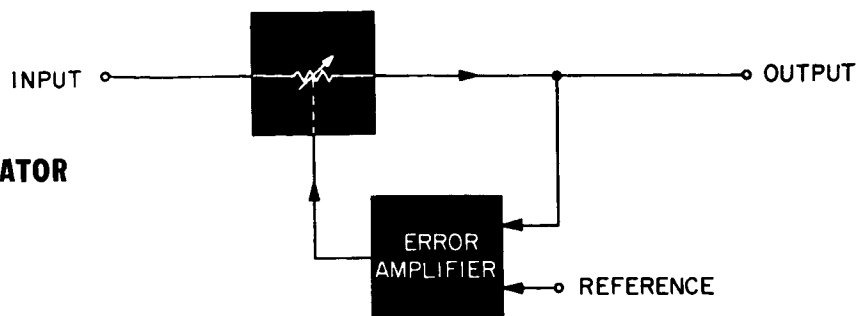 INPUT
OUTPUT
ATOR
ERROR
AMPLIFIER
REFERENCE